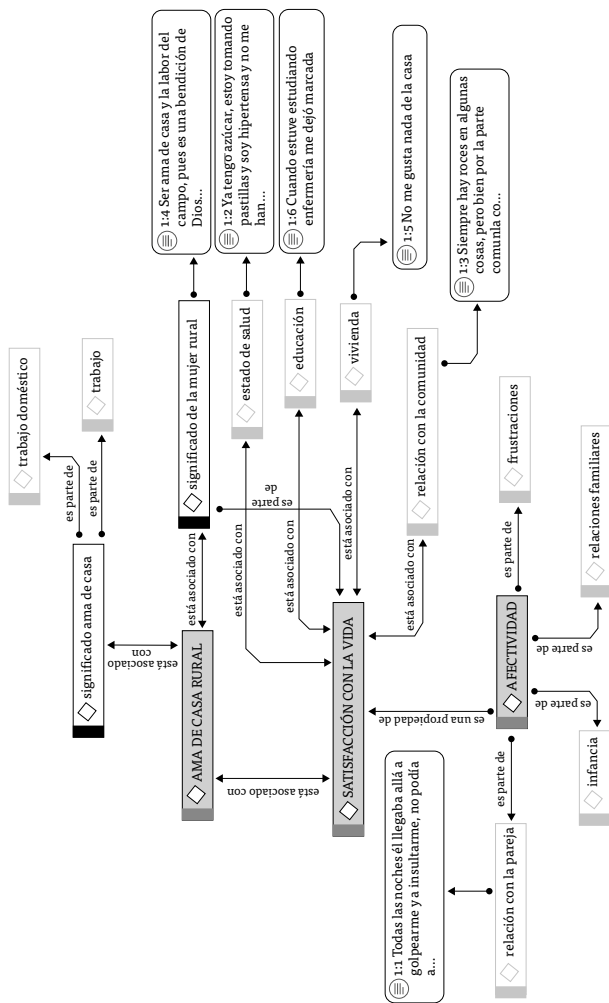 trabajo doméstico
es parte de
es parte de
trabajo
significado ama de casa
está asociado
con
AMA DE CASA RURAL
está asociado con
significado de la mujer rural
1:4 Ser ama de casa y la labor del
campo, pues es una bendición de
Dios...
está asociado con
estado de salud
1:2 Ya tengo azúcar, estoy tomando
pastillas y soy hipertensa y no me
han...
está asociado con
educación
1:6 Cuando estuve estudiando
enfermería me dejó marcada
es parte
de
está asociado con
vivienda
1:5 No me gusta nada de la casa
está asociado con
SATISFACCIÓN CON LA VIDA
está asociado con
relación con la comunidad
1:3 Siempre hay roces en algunas
cosas, pero bien por la parte
comunla co...
es una propiedad de
AFECTIVIDAD
es parte de
frustraciones
es parte de
relaciones familiares
es parte de
infancia
es parte de
relación con la pareja
1:1 Todas las noches él llegaba allá a
golpearme y a insultarme, no podía
a...